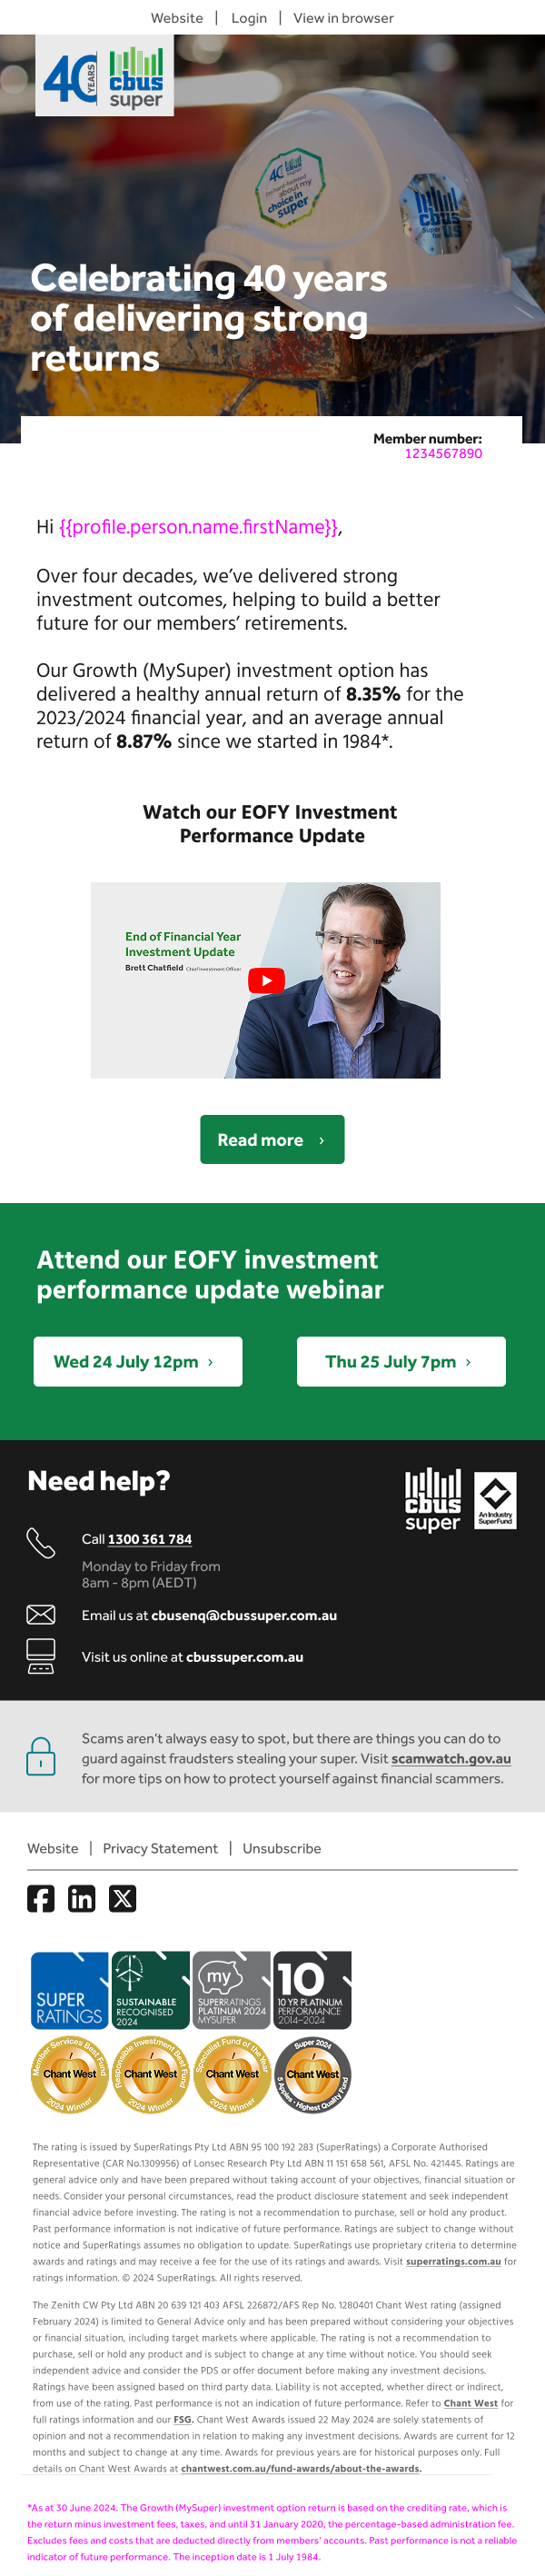 Website | Login | View in browser
40 YEARS
cbus
super
40
I'm hard-hatted
about my
choice in
super
cbus
Super
Celebrating 40 years
of delivering strong
returns
Member number:
1234567890
Hi {{profile.person.name.firstName}},
Over four decades, we’ve delivered strong
investment outcomes, helping to build a better
future for our members’ retirements.
Our Growth (MySuper) investment option has
delivered a healthy annual return of 8.35% for the
2023/2024 financial year, and an average annual
return of 8.87% since we started in 1984*.
Watch our EOFY Investment
Performance Update
End of Financial Year
Investment Update
Brett Chatfield Chief Investment Officer
Read more ›
Attend our EOFY investment
performance update webinar
Wed 24 July 12pm ›
Thu 25 July 7pm ›
Need help?
cbus
super
An Industry
SuperFund
Call 1300 361 784
Monday to Friday from
8am - 8pm (AEDT)
Email us at cbusenq@cbussuper.com.au
Visit us online at cbussuper.com.au
Scams aren’t always easy to spot, but there are things you can do to
guard against fraudsters stealing your super. Visit scamwatch.gov.au
for more tips on how to protect yourself against financial scammers.
Website | Privacy Statement | Unsubscribe
SUPER
RATINGS
SUSTAINABLE
RECOGNISED
2024
my
SUPERRATINGS
PLATINUM 2024
MYSUPER
10
10 YR PLATINUM
PERFORMANCE
2014–2024
Member Services Best Fund
Chant West
2024 Winner
Responsible Investment Best Fund
Chant West
2024 Winner
Specialist Fund of the Year
Chant West
2024 Winner
Super 2024
Chant West
5 Apples - Highest Quality Fund
The rating is issued by SuperRatings Pty Ltd ABN 95 100 192 283 (SuperRatings) a Corporate Authorised
Representative (CAR No.1309956) of Lonsec Research Pty Ltd ABN 11 151 658 561, AFSL No. 421445. Ratings are
general advice only and have been prepared without taking account of your objectives, financial situation or
needs. Consider your personal circumstances, read the product disclosure statement and seek independent
financial advice before investing. The rating is not a recommendation to purchase, sell or hold any product.
Past performance information is not indicative of future performance. Ratings are subject to change without
notice and SuperRatings assumes no obligation to update. SuperRatings use proprietary criteria to determine
awards and ratings and may receive a fee for the use of its ratings and awards. Visit superratings.com.au for
ratings information. © 2024 SuperRatings. All rights reserved.
The Zenith CW Pty Ltd ABN 20 639 121 403 AFSL 226872/AFS Rep No. 1280401 Chant West rating (assigned
February 2024) is limited to General Advice only and has been prepared without considering your objectives
or financial situation, including target markets where applicable. The rating is not a recommendation to
purchase, sell or hold any product and is subject to change at any time without notice. You should seek
independent advice and consider the PDS or offer document before making any investment decisions.
Ratings have been assigned based on third party data. Liability is not accepted, whether direct or indirect,
from use of the rating. Past performance is not an indication of future performance. Refer to Chant West for
full ratings information and our FSG. Chant West Awards issued 22 May 2024 are solely statements of
opinion and not a recommendation in relation to making any investment decisions. Awards are current for 12
months and subject to change at any time. Awards for previous years are for historical purposes only. Full
details on Chant West Awards at chantwest.com.au/fund-awards/about-the-awards.
*As at 30 June 2024. The Growth (MySuper) investment option return is based on the crediting rate, which is
the return minus investment fees, taxes, and until 31 January 2020, the percentage-based administration fee.
Excludes fees and costs that are deducted directly from members’ accounts. Past performance is not a reliable
indicator of future performance. The inception date is 1 July 1984.